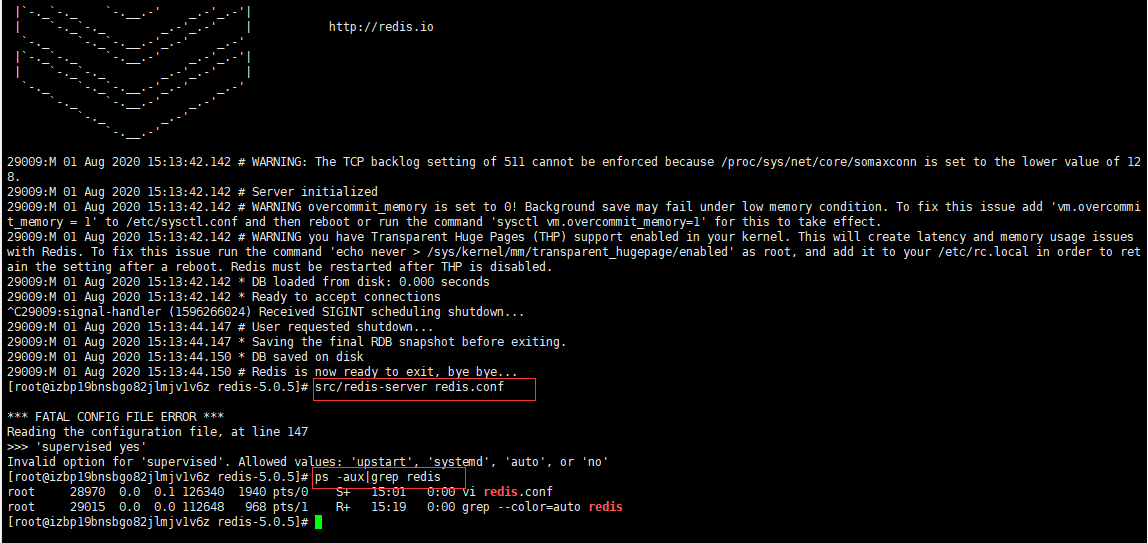 |`-._`-._     `-.__.-'    _.-'_.-'|
 |    `-._`-._        _.-'_.-'    |           http://redis.io
  `-._    `-._`-.__.-'_.-'    _.-'
 |`-._`-._    `-.__.-'    _.-'_.-'|
 |    `-._`-._        _.-'_.-'    |
  `-._    `-._`-.__.-'_.-'    _.-'
      `-._    `-.__.-'    _.-'
          `-._        _.-'
              `-.__.-'
29009:M 01 Aug 2020 15:13:42.142 # WARNING: The TCP backlog setting of 511 cannot be enforced because /proc/sys/net/core/somaxconn is set to the lower value of 12
8.
29009:M 01 Aug 2020 15:13:42.142 # Server initialized
29009:M 01 Aug 2020 15:13:42.142 # WARNING overcommit_memory is set to 0! Background save may fail under low memory condition. To fix this issue add 'vm.overcommi
t_memory = 1' to /etc/sysctl.conf and then reboot or run the command 'sysctl vm.overcommit_memory=1' for this to take effect.
29009:M 01 Aug 2020 15:13:42.142 # WARNING you have Transparent Huge Pages (THP) support enabled in your kernel. This will create latency and memory usage issues
with Redis. To fix this issue run the command 'echo never > /sys/kernel/mm/transparent_hugepage/enabled' as root, and add it to your /etc/rc.local in order to ret
ain the setting after a reboot. Redis must be restarted after THP is disabled.
29009:M 01 Aug 2020 15:13:42.142 * DB loaded from disk: 0.000 seconds
29009:M 01 Aug 2020 15:13:42.142 * Ready to accept connections
^C29009:signal-handler (1596266024) Received SIGINT scheduling shutdown...
29009:M 01 Aug 2020 15:13:44.147 # User requested shutdown...
29009:M 01 Aug 2020 15:13:44.147 * Saving the final RDB snapshot before exiting.
29009:M 01 Aug 2020 15:13:44.150 * DB saved on disk
29009:M 01 Aug 2020 15:13:44.150 # Redis is now ready to exit, bye bye...
[root@izbp19bnsbgo82jlmjv1v6z redis-5.0.5]# src/redis-server redis.conf
*** FATAL CONFIG FILE ERROR ***
Reading the configuration file, at line 147
>>> 'supervised yes'
Invalid option for 'supervised'. Allowed values: 'upstart', 'systemd', 'auto', or 'no'
[root@izbp19bnsbgo82jlmjv1v6z redis-5.0.5]# ps -aux|grep redis
root     28970  0.0  0.1 126340  1940 pts/0    S+   15:01   0:00 vi redis.conf
root     29015  0.0  0.0 112648   968 pts/1    R+   15:19   0:00 grep --color=auto redis
[root@izbp19bnsbgo82jlmjv1v6z redis-5.0.5]#